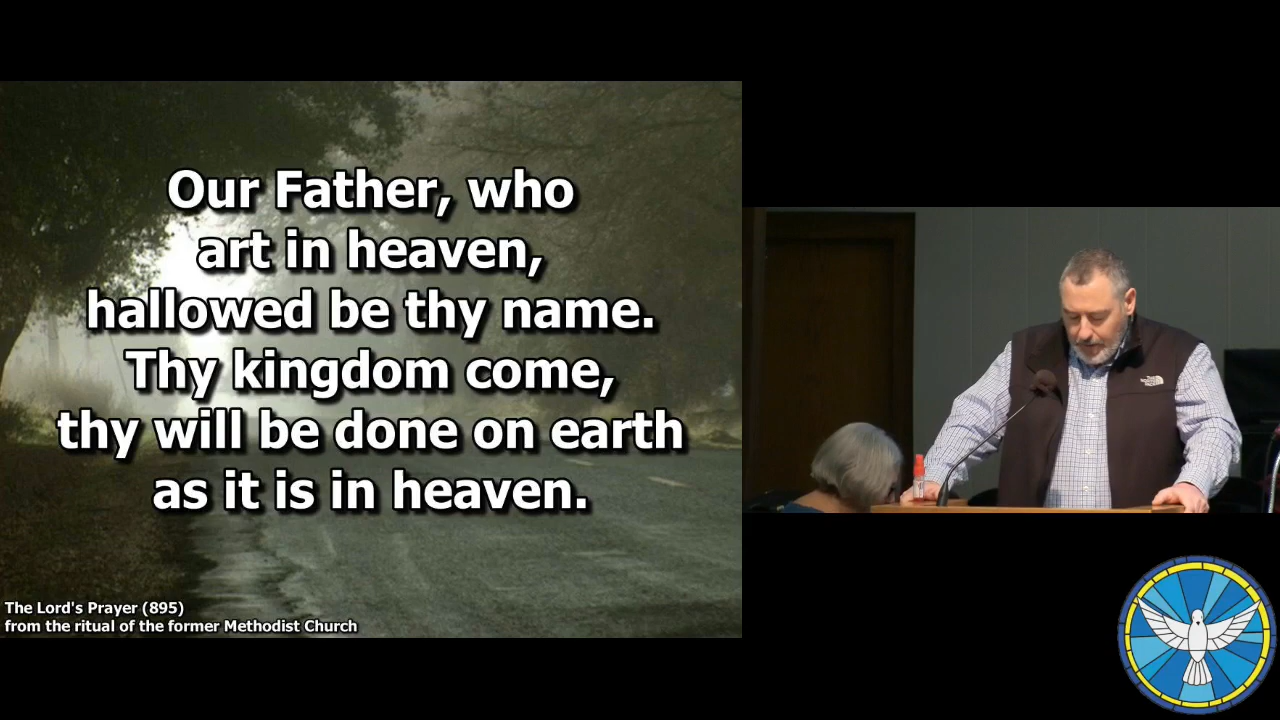 Our Father, who
art in heaven,
hallowed be thy name.
Thy kingdom come,
thy will be done on earth
as it is in heaven.
The Lord's Prayer (895)
from the ritual of the former Methodist Church